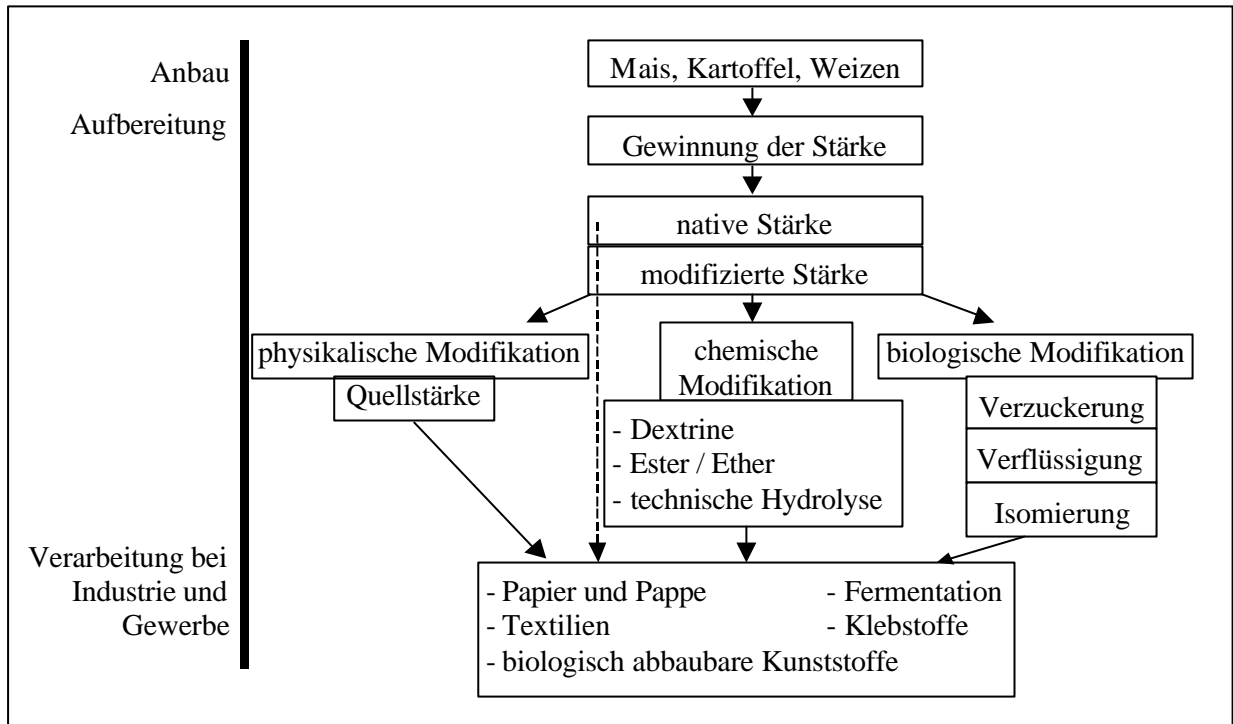 Anbau
Mais, Kartoffel, Weizen
Aufbereitung
Gewinnung der Stärke
native Stärke
modifizierte Stärke
physikalische Modifikation
Quellstärke
chemische
Modifikation
- Dextrine
- Ester / Ether
- technische Hydrolyse
biologische Modifikation
Verzuckerung
Verflüssigung
Isomierung
Verarbeitung bei
Industrie und
Gewerbe
- Papier und Pappe - Fermentation
- Textilien - Klebstoffe
- biologisch abbaubare Kunststoffe